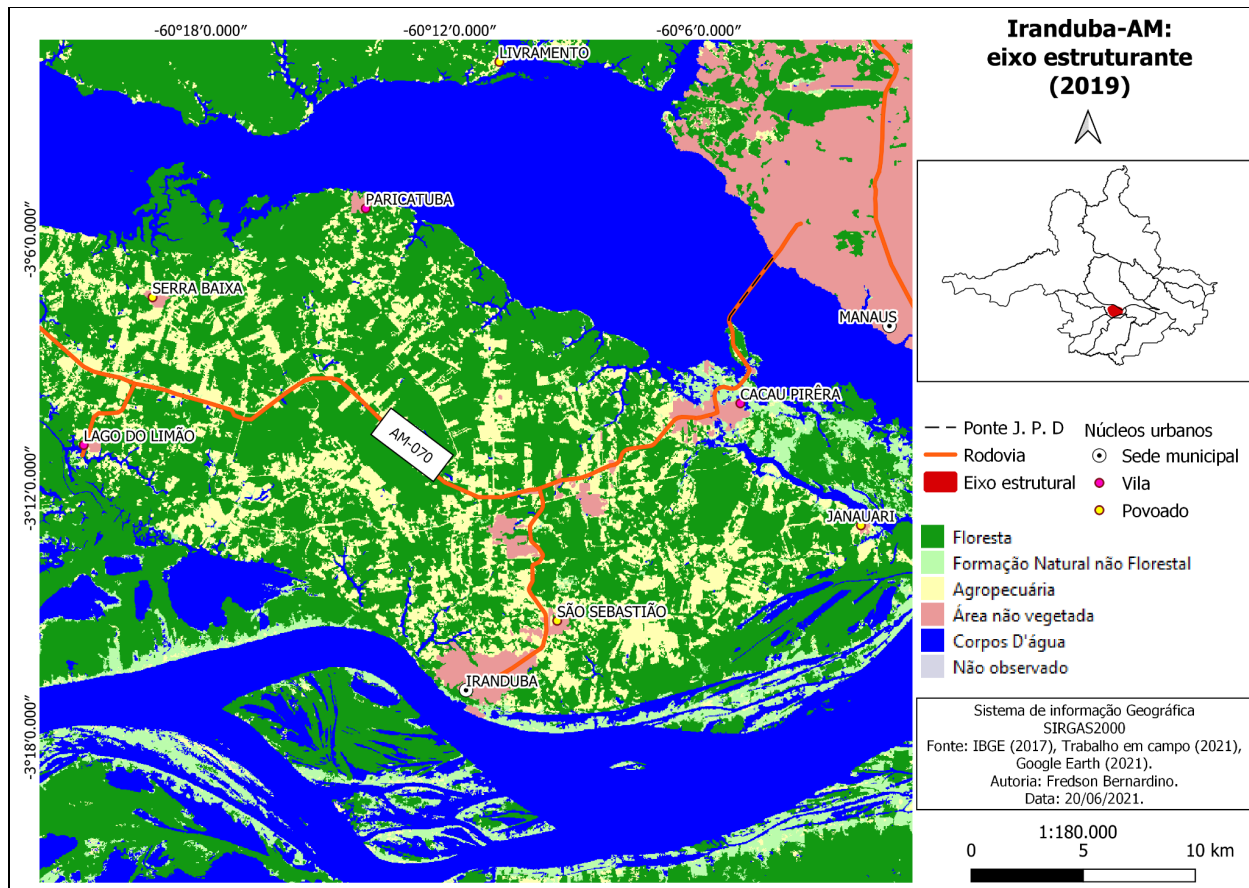 -60°18′0.000″
-60°12′0.000″
-60°6′0.000″
Iranduba-AM:
eixo estruturante
(2019)
LIVRAMENTO
PARICATUBA
-3°6′0.000″
SERRA BAIXA
MANAUS
CACAU PIRÊRA
LAGO DO LIMÃO
AM-070
-3°12′0.000″
JANAUARI
SÃO SEBASTIÃO
IRANDUBA
-3°18′0.000″
Ponte J. P. D
Rodovia
Eixo estrutural
Núcleos urbanos
Sede municipal
Vila
Povoado
Floresta
Formação Natural não Florestal
Agropecuária
Área não vegetada
Corpos D'água
Não observado
Sistema de informação Geográfica
SIRGAS2000
Fonte: IBGE (2017), Trabalho em campo (2021),
Google Earth (2021).
Autoria: Fredson Bernardino.
Data: 20/06/2021.
1:180.000
0 5 10 km